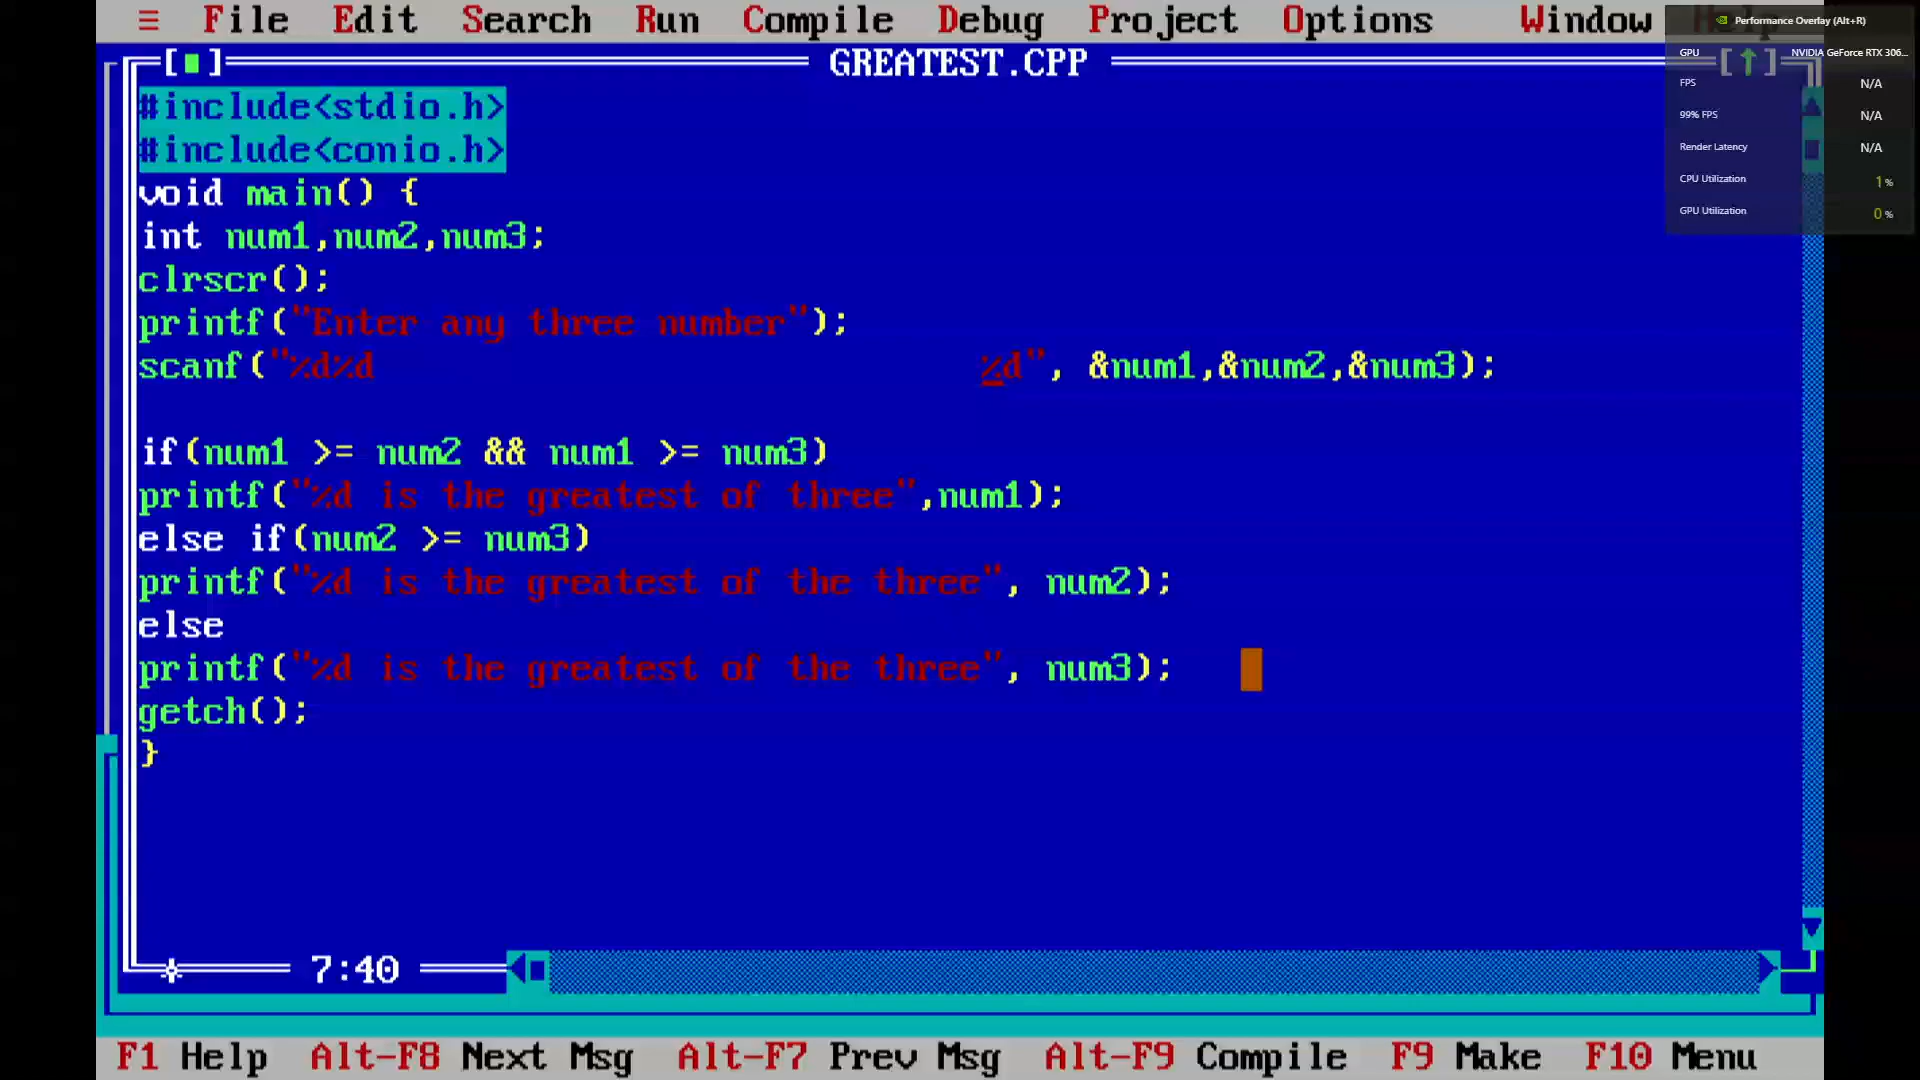 ≡ File Edit Search Run Compile Debug Project Options Window Help
[■] GREATEST.CPP [↑]
#include<stdio.h>
#include<conio.h>
void main() {
int num1,num2,num3;
clrscr();
printf("Enter any three number");
scanf("%d%d                            %d", &num1,&num2,&num3);
if(num1 >= num2 && num1 >= num3)
printf("%d is the greatest of three",num1);
else if(num2 >= num3)
printf("%d is the greatest of the three", num2);
else
printf("%d is the greatest of the three", num3);
getch();
}
7:40
F1 Help Alt-F8 Next Msg Alt-F7 Prev Msg Alt-F9 Compile F9 Make F10 Menu
Performance Overlay (Alt+R)
GPU NVIDIA GeForce RTX 306...
FPS N/A
99% FPS N/A
Render Latency N/A
CPU Utilization 1 %
GPU Utilization 0 %